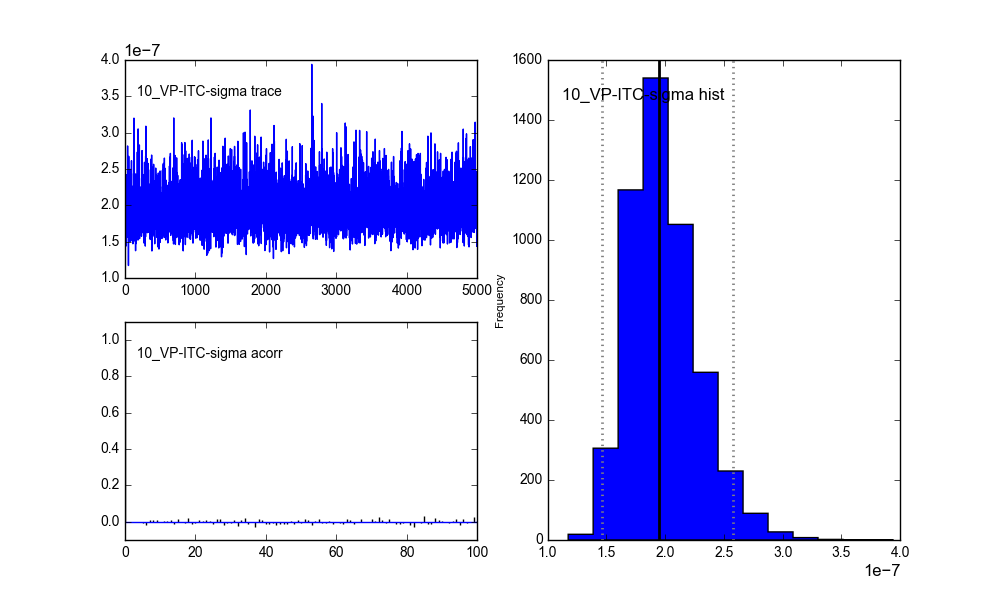 1e−7
4.0
3.5
3.0
2.5
2.0
1.5
1.0
10_VP-ITC-sigma trace
0 1000 2000 3000 4000 5000
1.0
0.8
0.6
0.4
0.2
0.0
10_VP-ITC-sigma acorr
0 20 40 60 80 100
Frequency
1600
1400
1200
1000
800
600
400
200
0
10_VP-ITC-sigma hist
1.0 1.5 2.0 2.5 3.0 3.5 4.0
1e−7